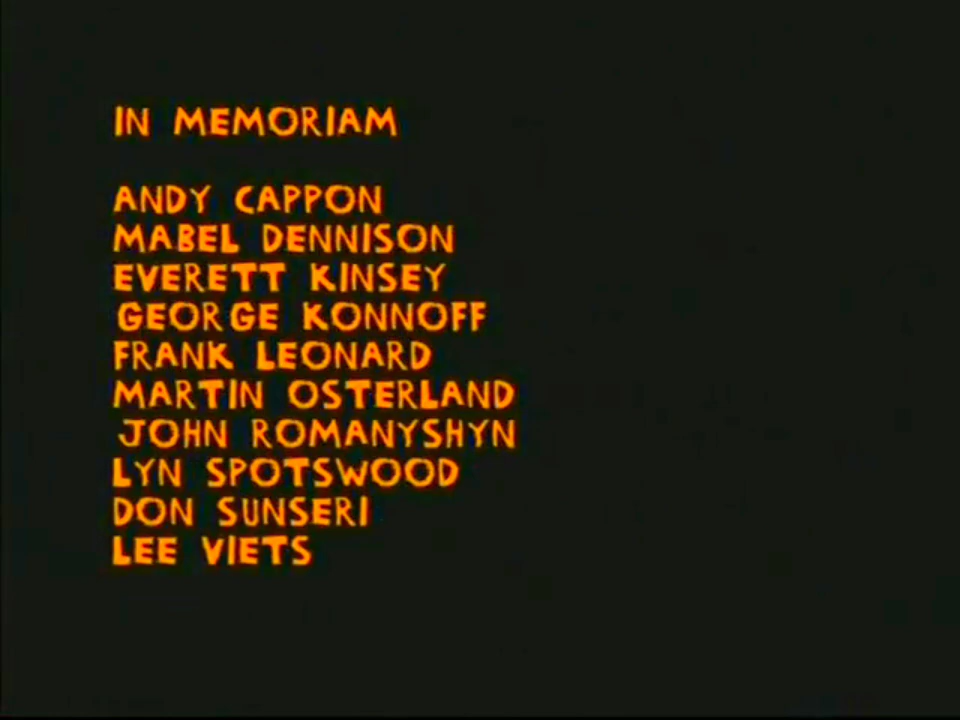 IN MEMORIAM
ANDY CAPPON
MABEL DENNISON
EVERETT KINSEY
GEORGE KONNOFF
FRANK LEONARD
MARTIN OSTERLAND
JOHN ROMANYSHYN
LYN SPOTSWOOD
DON SUNSERI
LEE VIETS